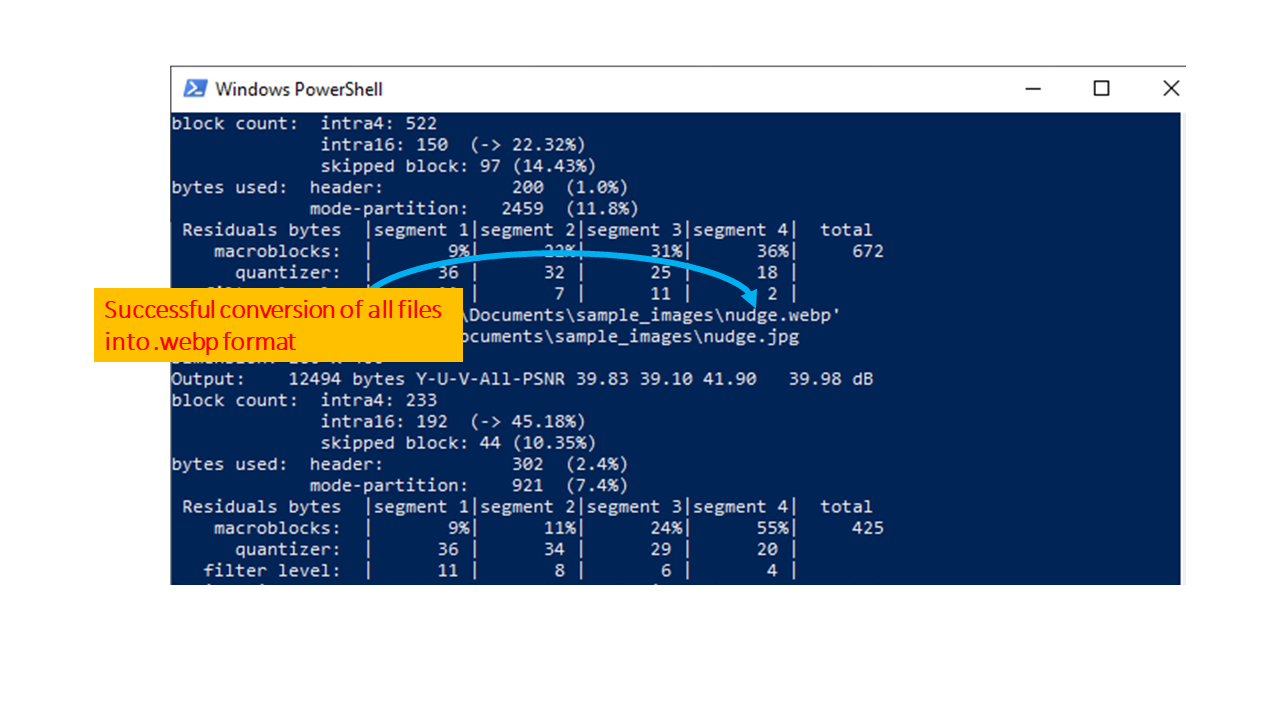 Windows PowerShell
block count:  intra4: 522
intra16: 150  (-> 22.32%)
skipped block: 97 (14.43%)
bytes used:  header:            200  (1.0%)
mode-partition:   2459  (11.8%)
Residuals bytes  |segment 1|segment 2|segment 3|segment 4|  total
macroblocks:  |       9%|      22%|      31%|      36%|     672
quantizer:  |      36 |      32 |      25 |      18 |
7 |      11 |       2 |
Successful conversion of all files
into .webp format
\Documents\sample_images\nudge.webp'
ocuments\sample_images\nudge.jpg
Output:    12494 bytes Y-U-V-All-PSNR 39.83 39.10 41.90   39.98 dB
block count:  intra4: 233
intra16: 192  (-> 45.18%)
skipped block: 44 (10.35%)
bytes used:  header:            302  (2.4%)
mode-partition:    921  (7.4%)
Residuals bytes  |segment 1|segment 2|segment 3|segment 4|  total
macroblocks:  |       9%|      11%|      24%|      55%|     425
quantizer:  |      36 |      34 |      29 |      20 |
filter level:  |      11 |       8 |       6 |       4 |